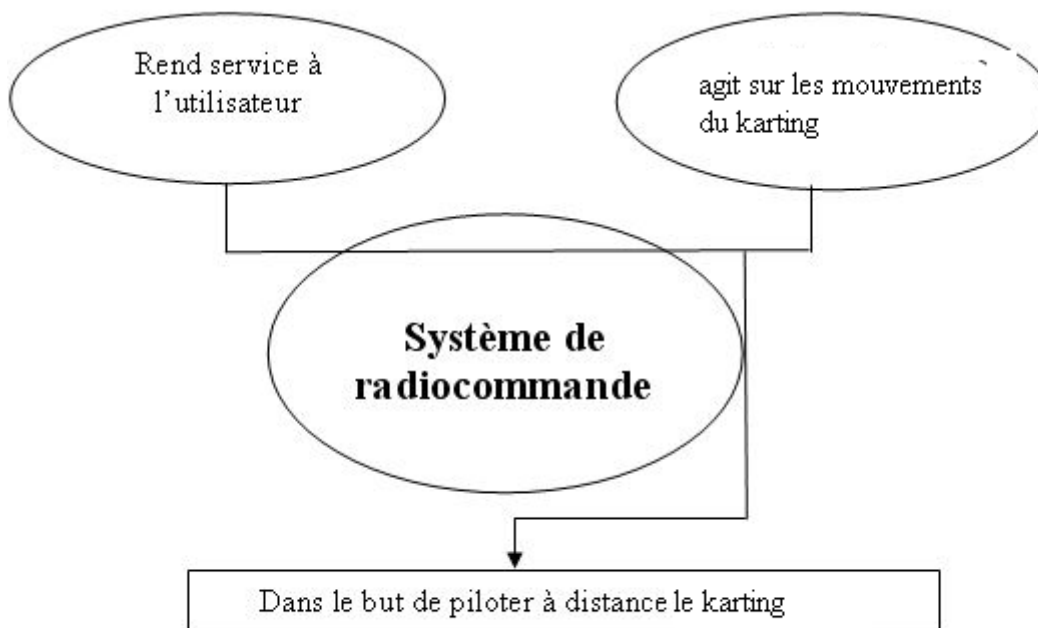 Rend service à
l'utilisateur
agit sur les mouvements
du karting
Système de
radiocommande
Dans le but de piloter à distance le karting